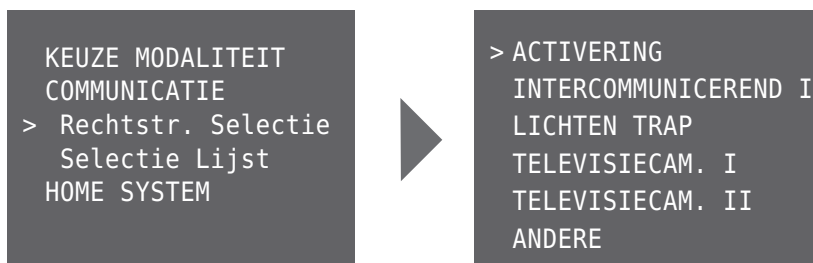 KEUZE MODALITEIT
COMMUNICATIE
> Rechtstr. Selectie
Selectie Lijst
HOME SYSTEM
> ACTIVERING
INTERCOMMUNICEREND I
LICHTEN TRAP
TELEVISIECAM. I
TELEVISIECAM. II
ANDERE